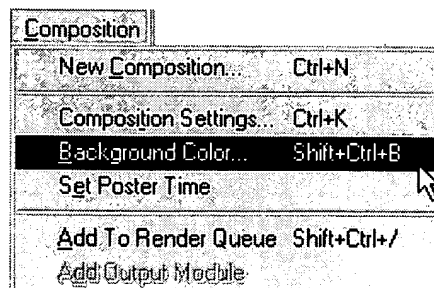 Composition
New Composition... Ctrl+N
Composition Settings... Ctrl+K
Background Color... Shift+Ctrl+B
Set Poster Time
Add To Render Queue Shift+Ctrl+/
Add Output Module